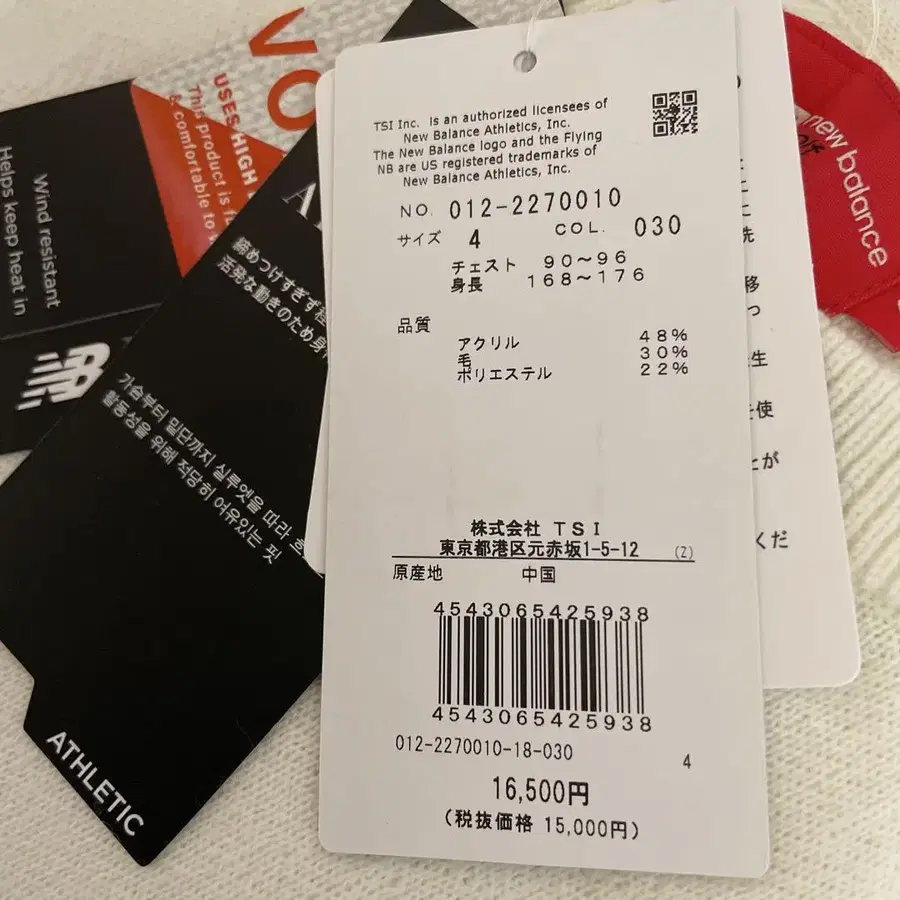 TSI Inc. is an authorized licensees of
New Balance Athletics, Inc.
The New Balance logo and the Flying
NB are US registered trademarks of
New Balance Athletics, Inc.
NO. 012-2270010
サイズ 4 COL. 030
チェスト 90～96
身長 168～176
品質
アクリル 48%
毛 30%
ポリエステル 22%
株式会社 TSI
東京都港区元赤坂1-5-12 (Z)
原産地 中国
4543065425938
4543065425938
012-2270010-18-030 4
16,500円
(税抜価格 15,000円)
USES HIGH
This product is
& comfortable to
Wind resistant
Helps keep heat in
締めつけすぎず
活発な動きのため
가슴부터 밑단까지 실루엣을 따라
활동성을 위해 적당히 여유있는 핏
ATHLETIC
new balance
洗
移
つ
生
使
が
くだ